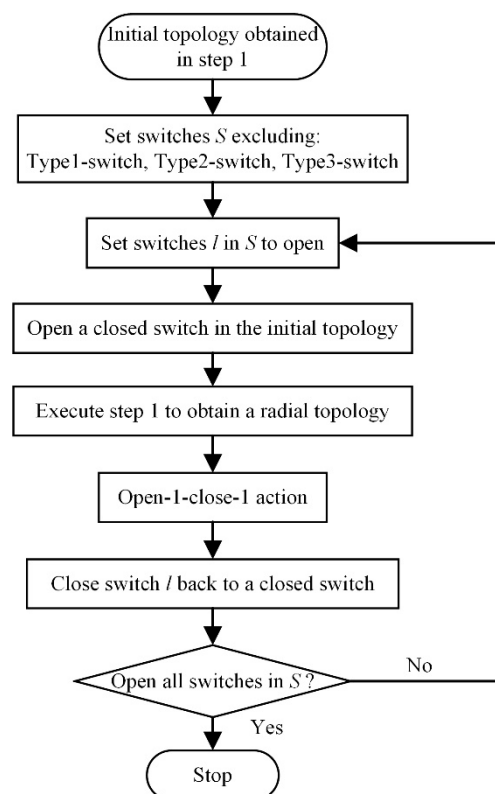 Initial topology obtained
in step 1
Set switches S excluding:
Type1-switch, Type2-switch, Type3-switch
Set switches l in S to open
Open a closed switch in the initial topology
Execute step 1 to obtain a radial topology
Open-1-close-1 action
Close switch l back to a closed switch
Open all switches in S?
No
Yes
Stop